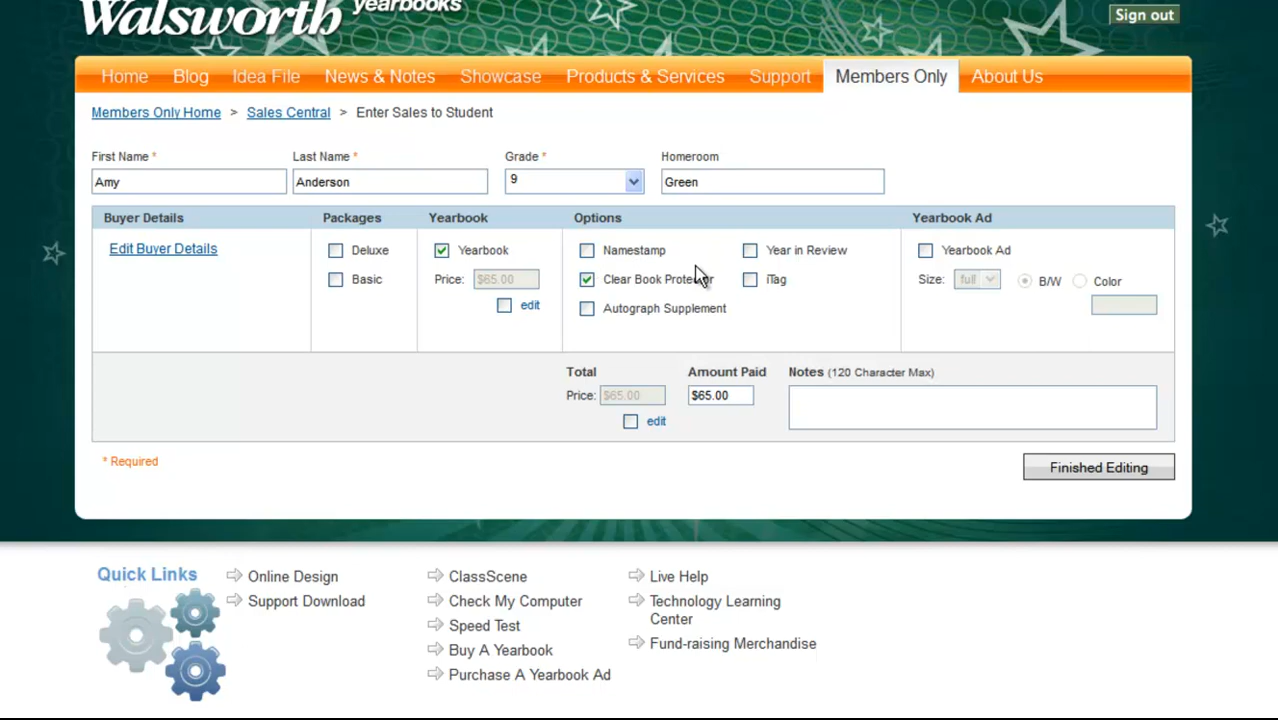 Walsworth yearbooks
Sign out
Home Blog Idea File News & Notes Showcase Products & Services Support Members Only About Us
Members Only Home > Sales Central > Enter Sales to Student
First Name * Last Name * Grade * Homeroom
Amy Anderson 9 Green
Buyer Details Packages Yearbook Options Yearbook Ad
Edit Buyer Details Deluxe Yearbook Namestamp Year in Review Yearbook Ad
Basic Price: $65.00 Clear Book Protector iTag Size: full B/W Color
edit Autograph Supplement
Total Amount Paid Notes (120 Character Max)
Price: $65.00 $65.00
edit
* Required
Finished Editing
Quick Links
Online Design ClassScene Live Help
Support Download Check My Computer Technology Learning
Center
Speed Test
Fund-raising Merchandise
Buy A Yearbook
Purchase A Yearbook Ad